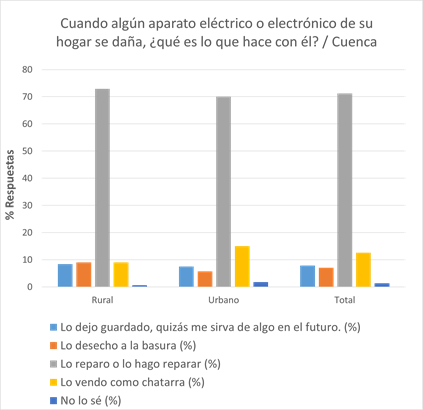 Cuando algún aparato eléctrico o electrónico de su
hogar se daña, ¿qué es lo que hace con él? / Cuenca
% Respuestas
80
70
60
50
40
30
20
10
0
Rural
Urbano
Total
Lo dejo guardado, quizás me sirva de algo en el futuro. (%)
Lo desecho a la basura (%)
Lo reparo o lo hago reparar (%)
Lo vendo como chatarra (%)
No lo sé (%)